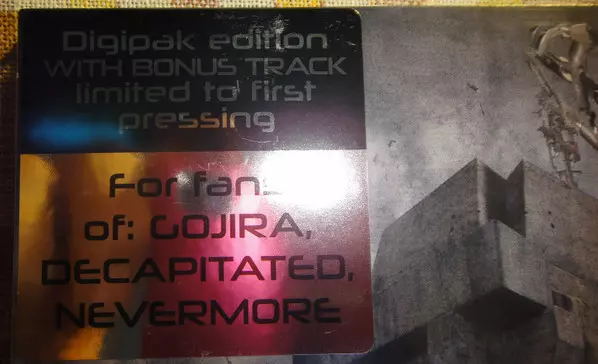 Digipak edition
WITH BONUS TRACK
limited to first
pressing
For fans
of: GOJIRA,
DECAPITATED,
NEVERMORE